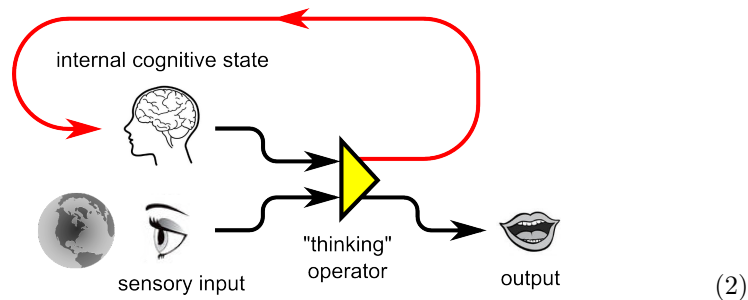 internal cognitive state
"thinking"
operator
sensory input
output
(2)